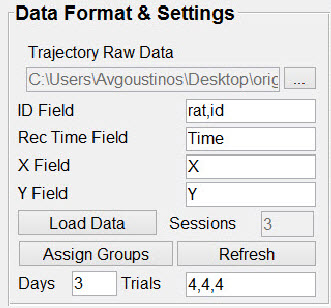 Data Format & Settings
Trajectory Raw Data
C:\Users\Avgoustinos\Desktop\orig ...
ID Field rat,id
Rec Time Field Time
X Field X
Y Field Y
Load Data Sessions 3
Assign Groups Refresh
Days 3 Trials 4,4,4